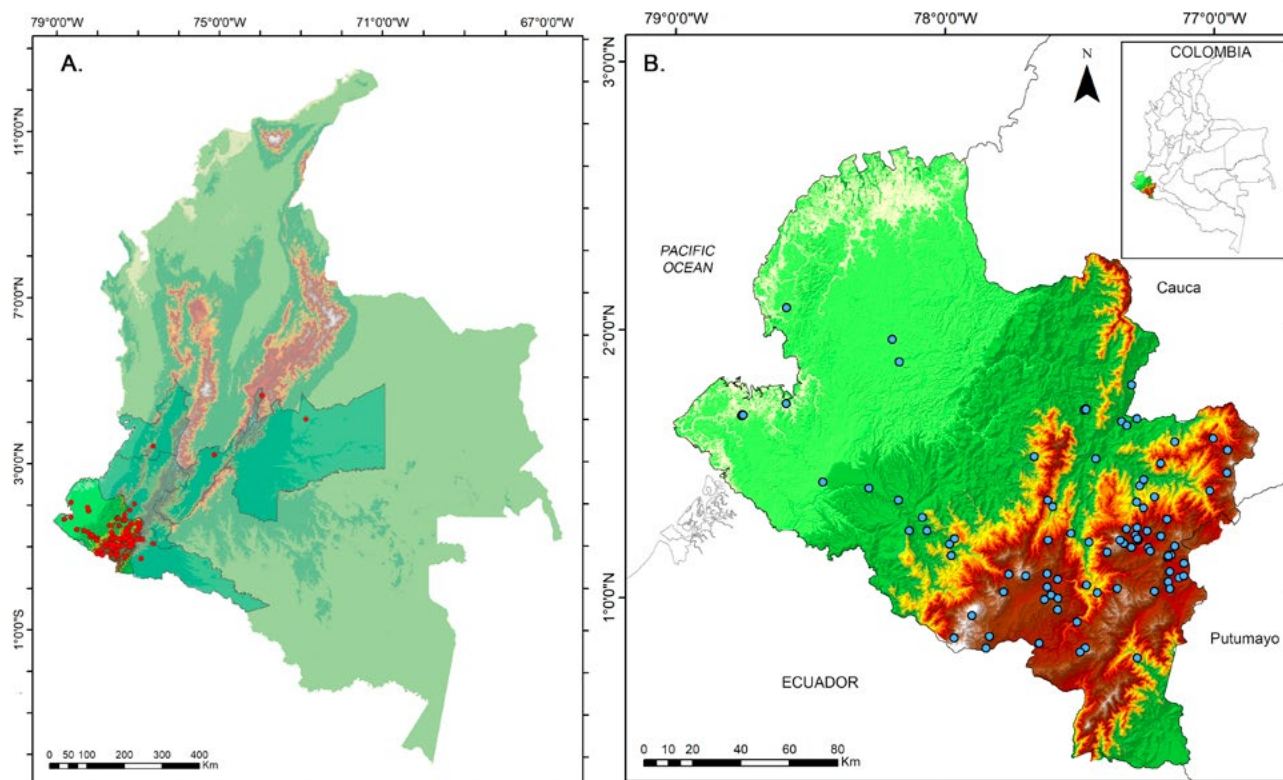 79°0'0"W
75°0'0"W
71°0'0"W
67°0'0"W
A.
11°0'0"N
7°0'0"N
3°0'0"N
1°0'0"S
0 50 100 200 300 400
Km
79°0'0"W
78°0'0"W
77°0'0"W
B.
N
COLOMBIA
3°0'0"N
2°0'0"N
1°0'0"N
PACIFIC
OCEAN
Cauca
Putumayo
ECUADOR
0 10 20 40 60 80
Km